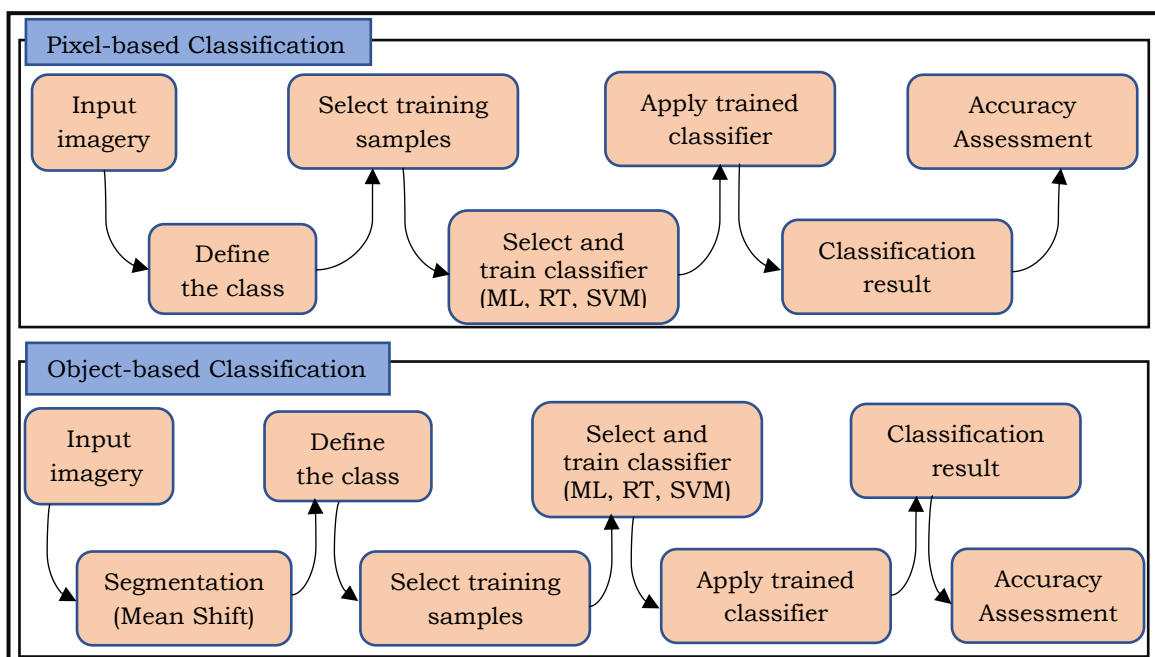 Pixel-based Classification
Input
imagery
Define
the class
Select training
samples
Select and
train classifier
(ML, RT, SVM)
Apply trained
classifier
Classification
result
Accuracy
Assessment
Object-based Classification
Input
imagery
Segmentation
(Mean Shift)
Define
the class
Select training
samples
Select and
train classifier
(ML, RT, SVM)
Apply trained
classifier
Classification
result
Accuracy
Assessment